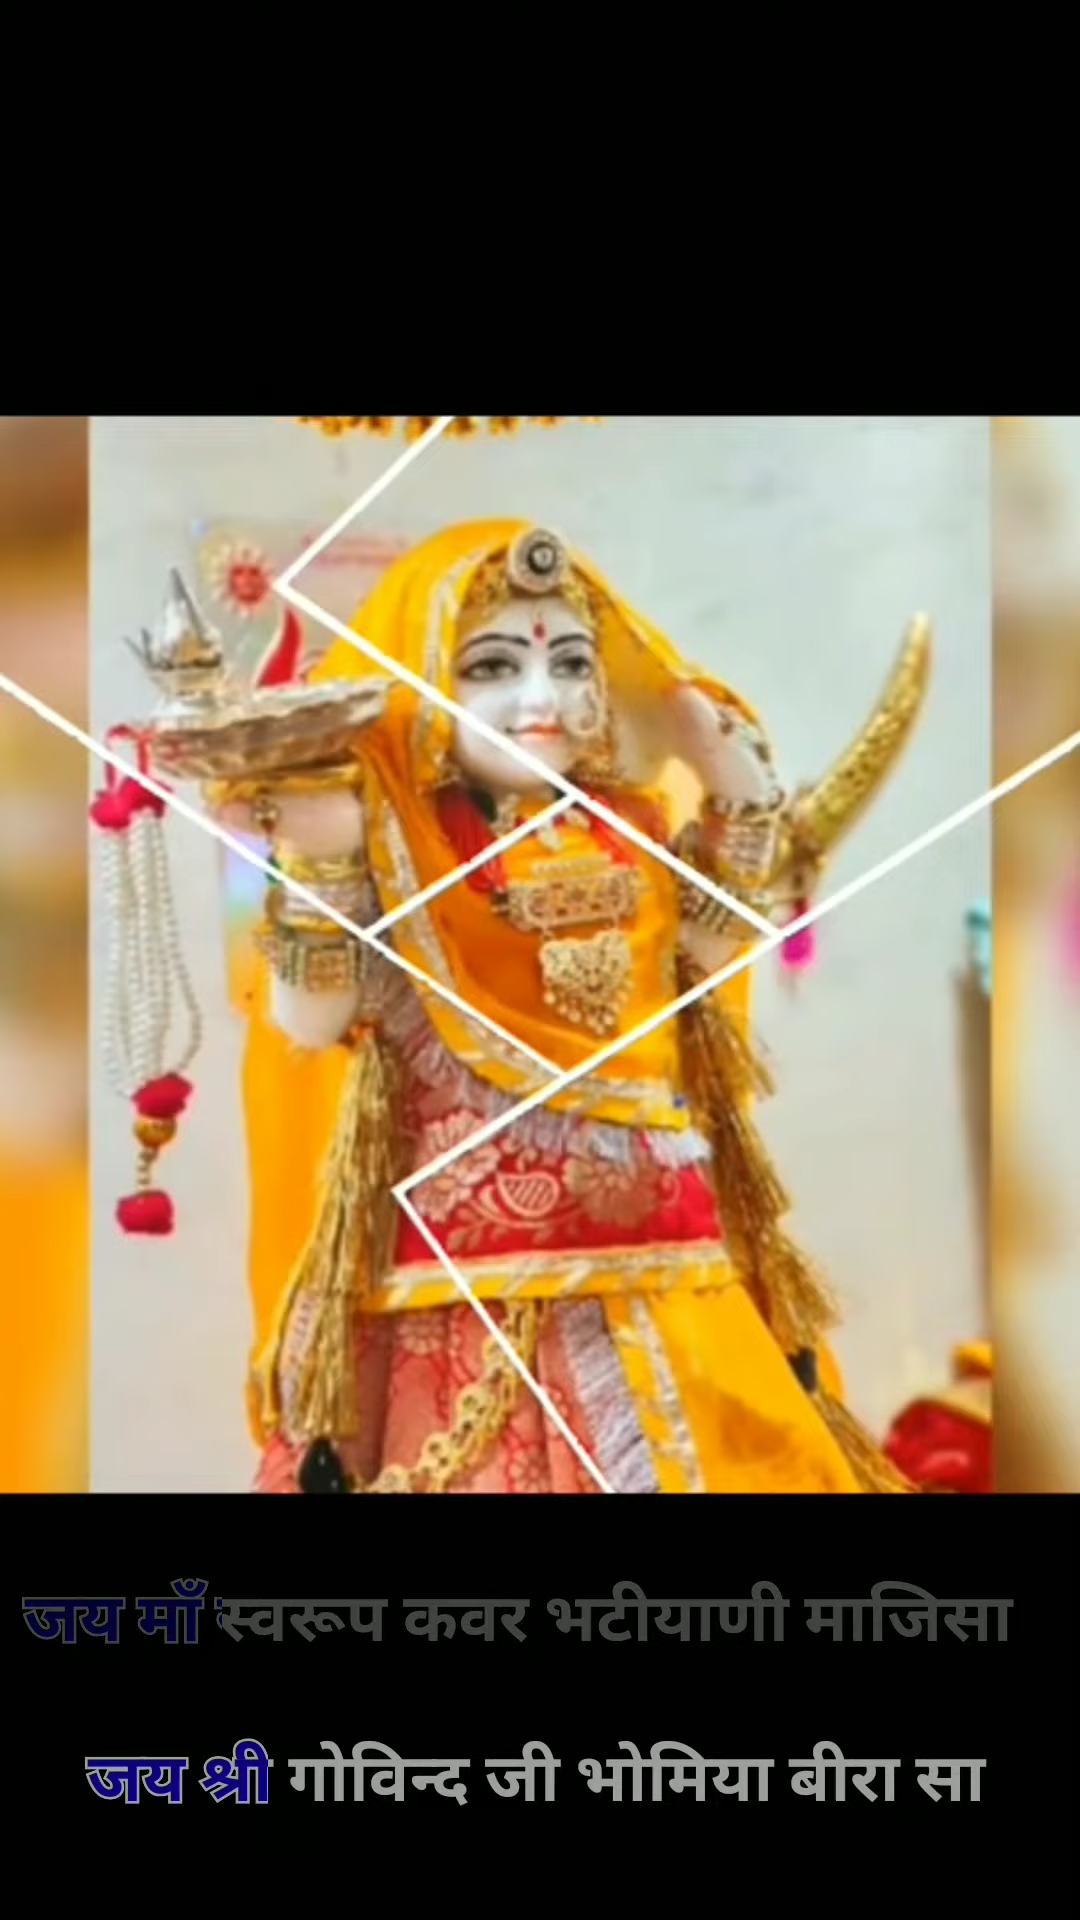 जय माँ स्वरूप कवर भटीयाणी माजिसा
जय श्री गोविन्द जी भोमिया बीरा सा